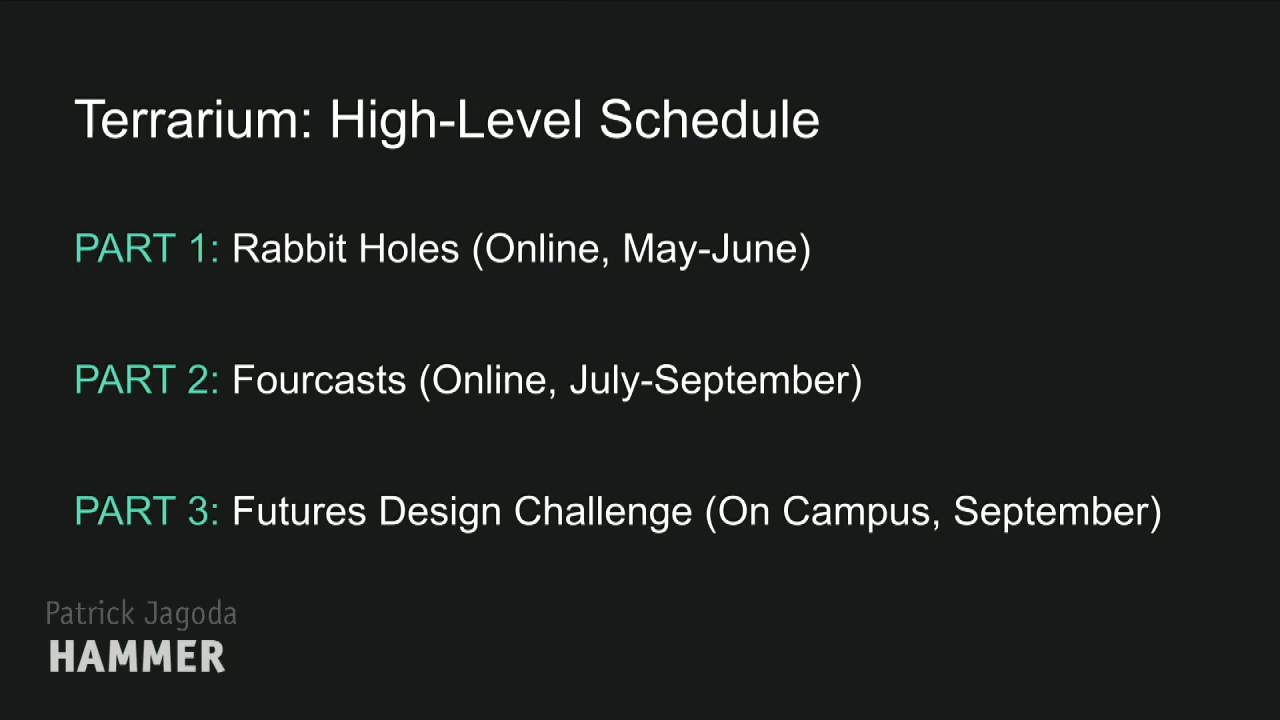 Terrarium: High-Level Schedule
PART 1: Rabbit Holes (Online, May-June)
PART 2: Fourcasts (Online, July-September)
PART 3: Futures Design Challenge (On Campus, September)
Patrick Jagoda
HAMMER